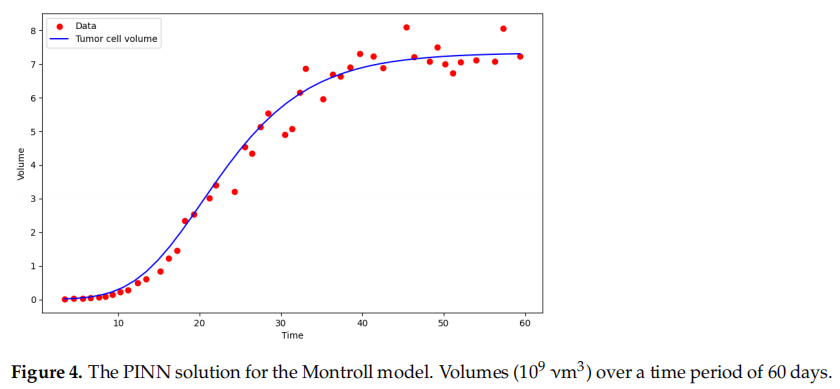 Data
Tumor cell volume
8
7
6
5
4
3
2
1
0
Volume
10 20 30 40 50 60
Time
Figure 4. The PINN solution for the Montroll model. Volumes (10⁹ νm³) over a time period of 60 days.